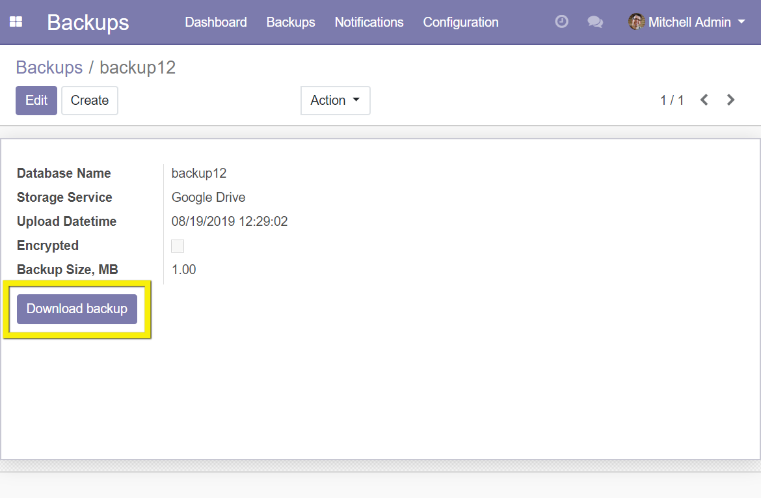 Backups Dashboard Backups Notifications Configuration Mitchell Admin
Backups / backup12
Edit Create Action 1 / 1
Database Name backup12
Storage Service Google Drive
Upload Datetime 08/19/2019 12:29:02
Encrypted
Backup Size, MB 1.00
Download backup